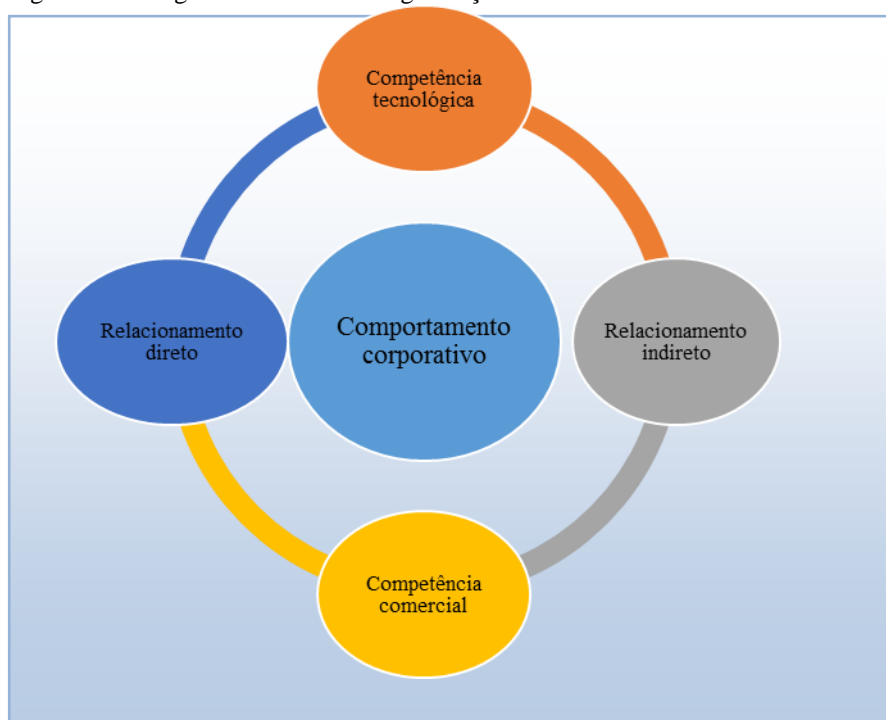 Competência
tecnológica
Relacionamento
direto
Comportamento
corporativo
Relacionamento
indireto
Competência
comercial